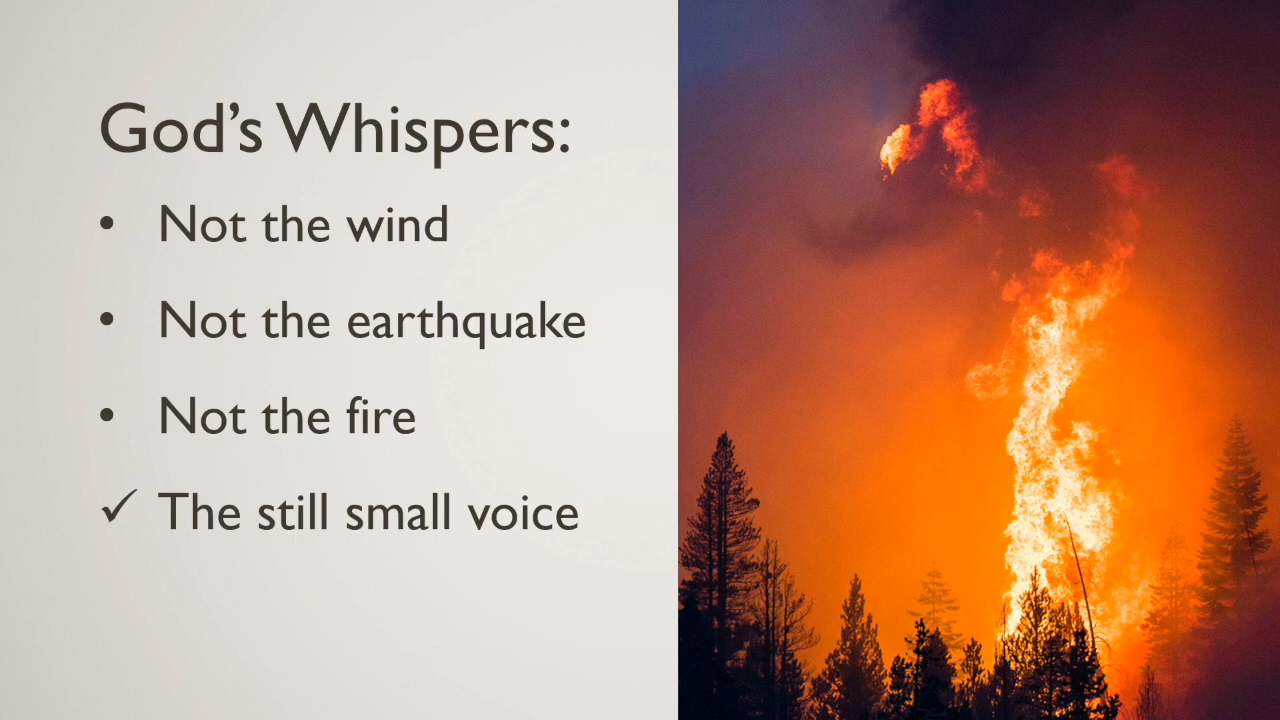 God’s Whispers:
• Not the wind
• Not the earthquake
• Not the fire
✓ The still small voice